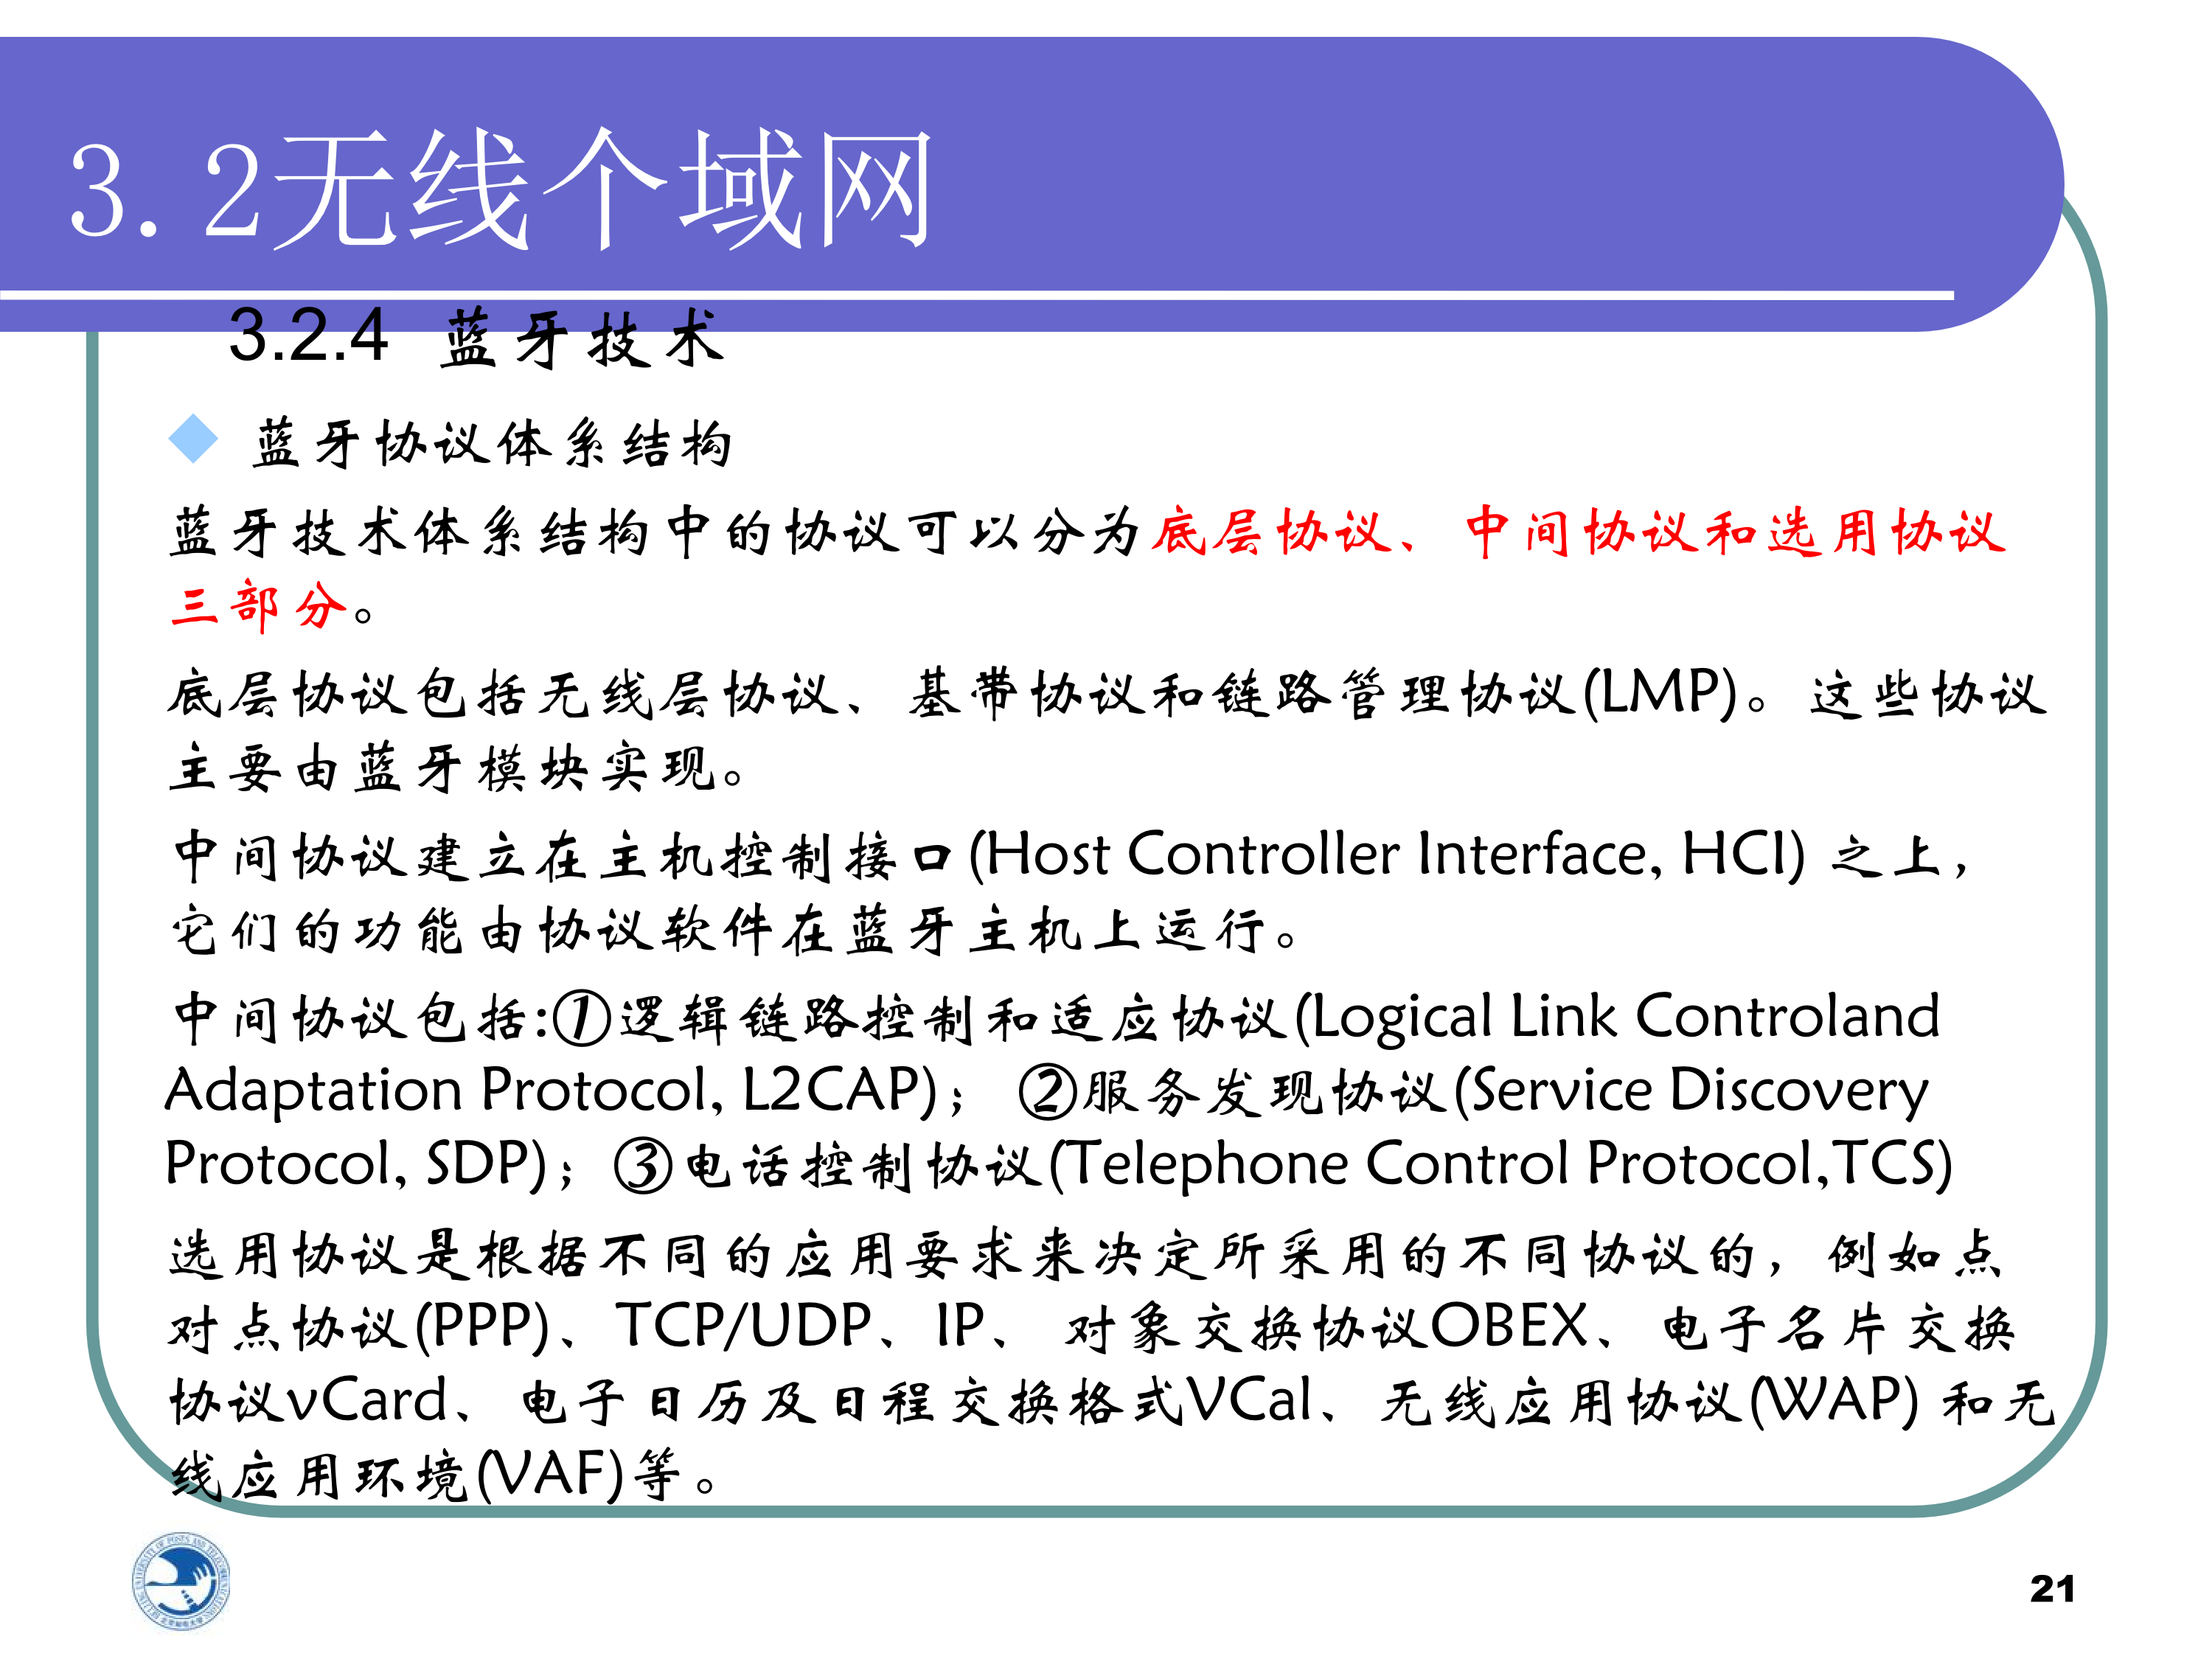 3.2无线个域网
3.2.4 蓝牙技术
蓝牙协议体系结构
蓝牙技术体系结构中的协议可以分为底层协议、中间协议和选用协议
三部分。
底层协议包括无线层协议、基带协议和链路管理协议(LMP)。这些协议
主要由蓝牙模块实现。
中间协议建立在主机控制接口(Host Controller Interface, HCI) 之上，
它们的功能由协议软件在蓝牙主机上运行。
中间协议包括:①逻辑链路控制和适应协议(Logical Link Controland
Adaptation Protocol, L2CAP)； ②服务发现协议(Service Discovery
Protocol, SDP)；③电话控制协议(Telephone Control Protocol,TCS)
选用协议是根据不同的应用要求来决定所采用的不同协议的，例如点
对点协议(PPP)、TCP/UDP、IP、 对象交换协议OBEX、电子名片交换
协议vCard、 电子日历及日程交换格式VCal、无线应用协议(WAP) 和无
线应用环境(VAF)等。
21